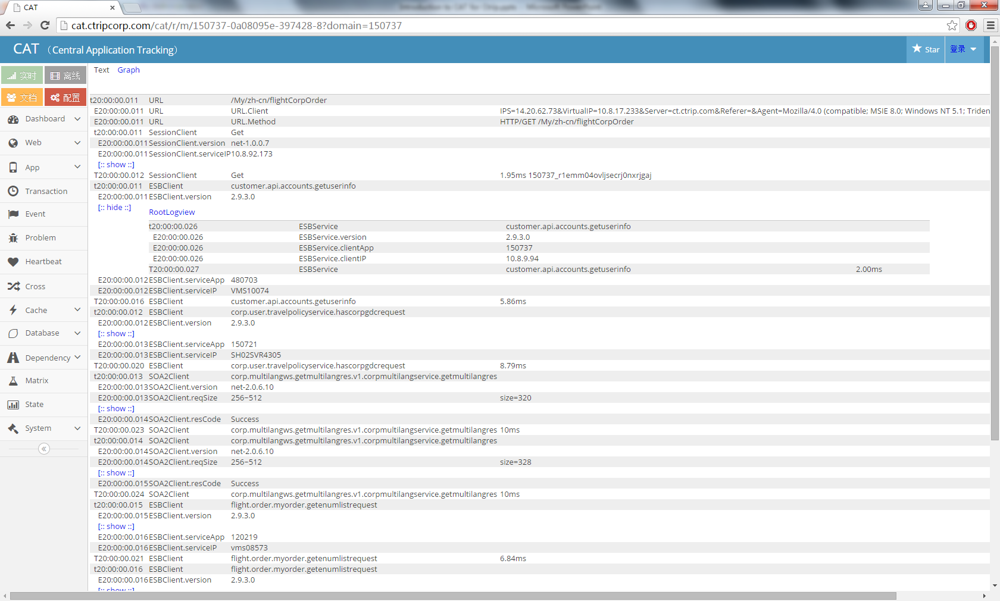 CAT
cat.ctripcorp.com/cat/r/m/150737-0a08095e-397428-8?domain=150737
CAT (Central Application Tracking)
Star 登录
实时 离线
文档 配置
Dashboard
Web
App
Transaction
Event
Problem
Heartbeat
Cross
Cache
Database
Dependency
Matrix
State
System
Text Graph
t20:00:00.011 URL /My/zh-cn/flightCorpOrder
E20:00:00.011 URL URL.Client IPS=14.20.62.73&VirtualIP=10.8.17.233&Server=ct.ctrip.com&Referer=&Agent=Mozilla/4.0 (compatible; MSIE 8.0; Windows NT 5.1; Triden
E20:00:00.011 URL URL.Method HTTP/GET /My/zh-cn/flightCorpOrder
t20:00:00.011 SessionClient Get
E20:00:00.011 SessionClient.version net-1.0.0.7
E20:00:00.011 SessionClient.serviceIP 10.8.92.173
[:: show ::]
T20:00:00.012 SessionClient Get 1.95ms 150737_r1emm04ovljsecrj0nxrjgaj
t20:00:00.011 ESBClient customer.api.accounts.getuserinfo
E20:00:00.011 ESBClient.version 2.9.3.0
[:: hide ::]
RootLogview
t20:00:00.026 ESBService customer.api.accounts.getuserinfo
E20:00:00.026 ESBService.version 2.9.3.0
E20:00:00.026 ESBService.clientApp 150737
E20:00:00.026 ESBService.clientIP 10.8.9.94
T20:00:00.027 ESBService customer.api.accounts.getuserinfo 2.00ms
E20:00:00.012 ESBClient.serviceApp 480703
E20:00:00.012 ESBClient.serviceIP VMS10074
T20:00:00.016 ESBClient customer.api.accounts.getuserinfo 5.86ms
t20:00:00.012 ESBClient corp.user.travelpolicyservice.hascorpgdcrequest
E20:00:00.012 ESBClient.version 2.9.3.0
[:: show ::]
E20:00:00.013 ESBClient.serviceApp 150721
E20:00:00.013 ESBClient.serviceIP SH02SVR4305
T20:00:00.020 ESBClient corp.user.travelpolicyservice.hascorpgdcrequest 8.79ms
t20:00:00.013 SOA2Client corp.multilangws.getmultilangres.v1.corpmultilangservice.getmultilangres
E20:00:00.013 SOA2Client.version net-2.0.6.10
E20:00:00.013 SOA2Client.reqSize 256~512 size=320
[:: show ::]
E20:00:00.014 SOA2Client.resCode Success
T20:00:00.023 SOA2Client corp.multilangws.getmultilangres.v1.corpmultilangservice.getmultilangres 10ms
t20:00:00.014 SOA2Client corp.multilangws.getmultilangres.v1.corpmultilangservice.getmultilangres
E20:00:00.014 SOA2Client.version net-2.0.6.10
E20:00:00.014 SOA2Client.reqSize 256~512 size=328
[:: show ::]
E20:00:00.015 SOA2Client.resCode Success
T20:00:00.024 SOA2Client corp.multilangws.getmultilangres.v1.corpmultilangservice.getmultilangres 10ms
t20:00:00.015 ESBClient flight.order.myorder.getenumlistrequest
E20:00:00.015 ESBClient.version 2.9.3.0
[:: show ::]
E20:00:00.016 ESBClient.serviceApp 120219
E20:00:00.016 ESBClient.serviceIP vms08573
T20:00:00.021 ESBClient flight.order.myorder.getenumlistrequest 6.84ms
t20:00:00.016 ESBClient flight.order.myorder.getenumlistrequest
E20:00:00.016 ESBClient.version 2.9.3.0
[:: show ::]